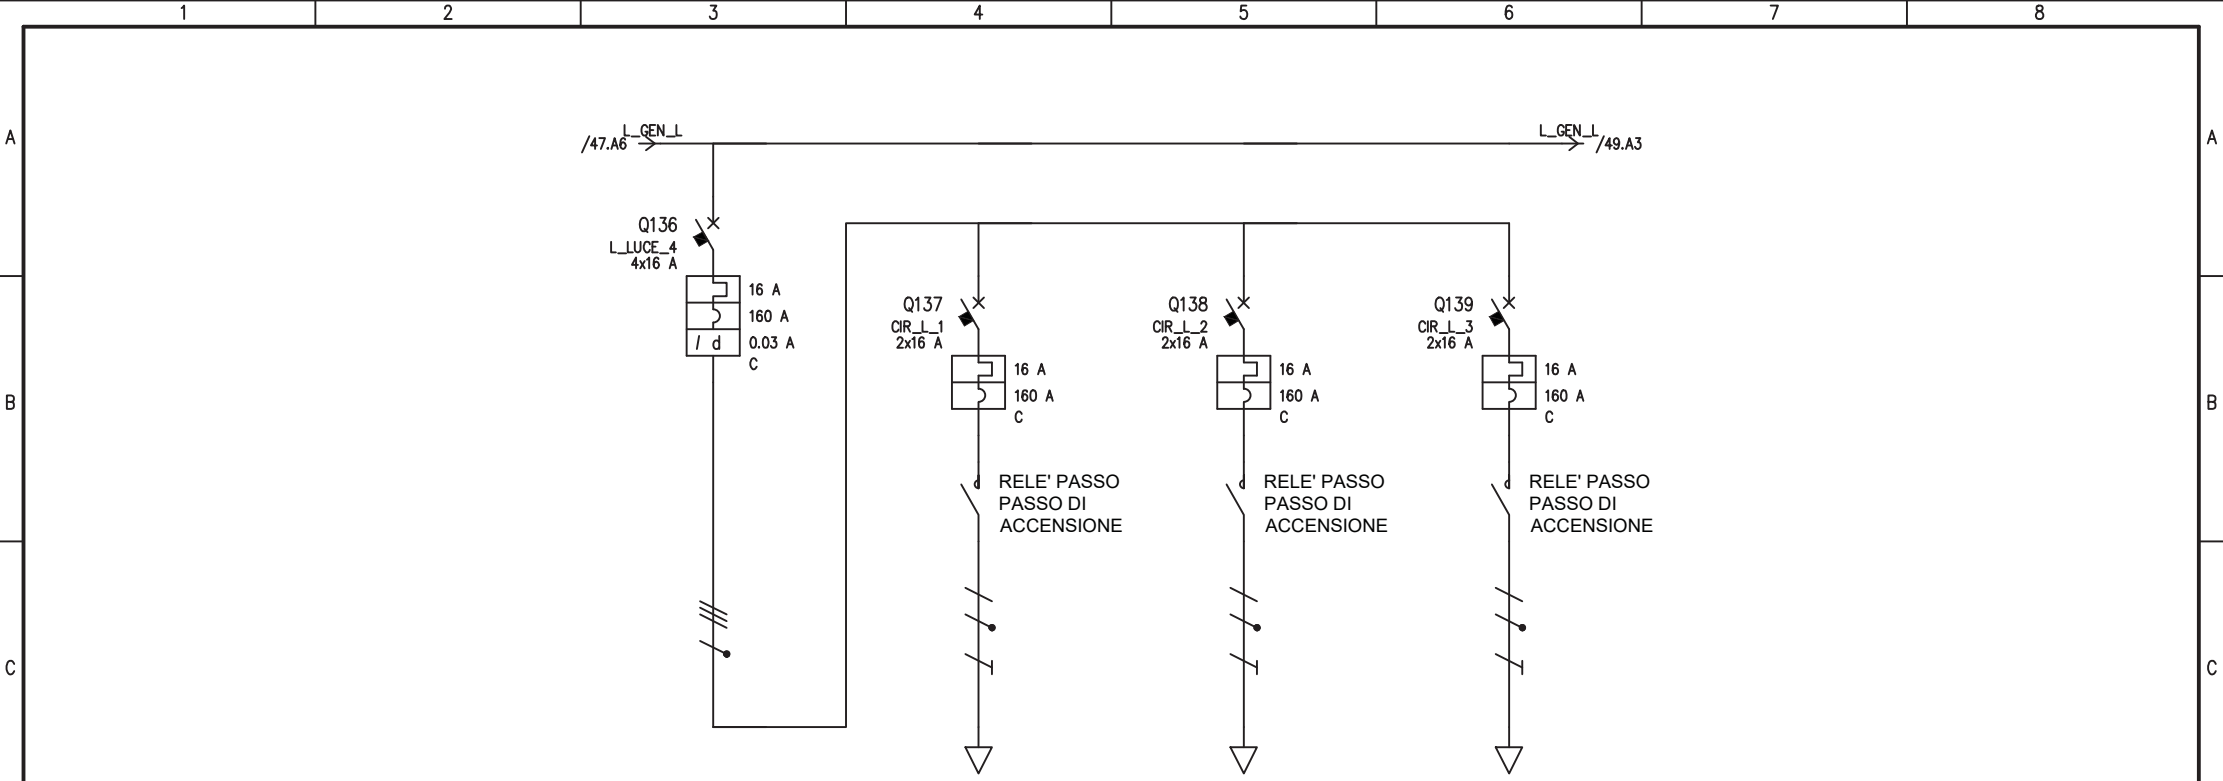 1 2 3 4 5 6 7 8
A A
L_GEN_L L_GEN_L
/47.A6 /49.A3
Q136
L_LUCE_4
4x16 A
16 A
160 A
I d 0.03 A
C
Q137
CIR_L_1
2x16 A
16 A
160 A
C
Q138
CIR_L_2
2x16 A
16 A
160 A
C
Q139
CIR_L_3
2x16 A
16 A
160 A
C
B B
RELE' PASSO
PASSO DI
ACCENSIONE
RELE' PASSO
PASSO DI
ACCENSIONE
RELE' PASSO
PASSO DI
ACCENSIONE
C C